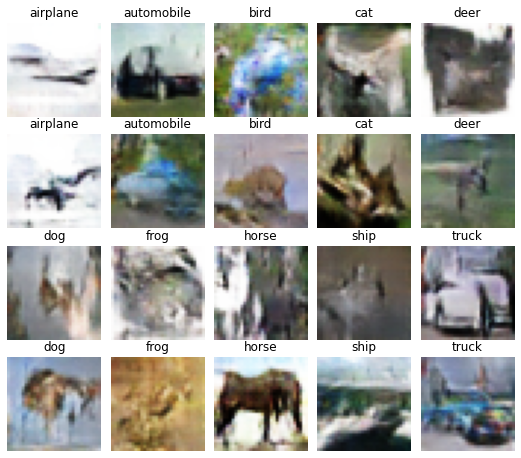 airplane automobile bird cat deer
airplane automobile bird cat deer
dog frog horse ship truck
dog frog horse ship truck